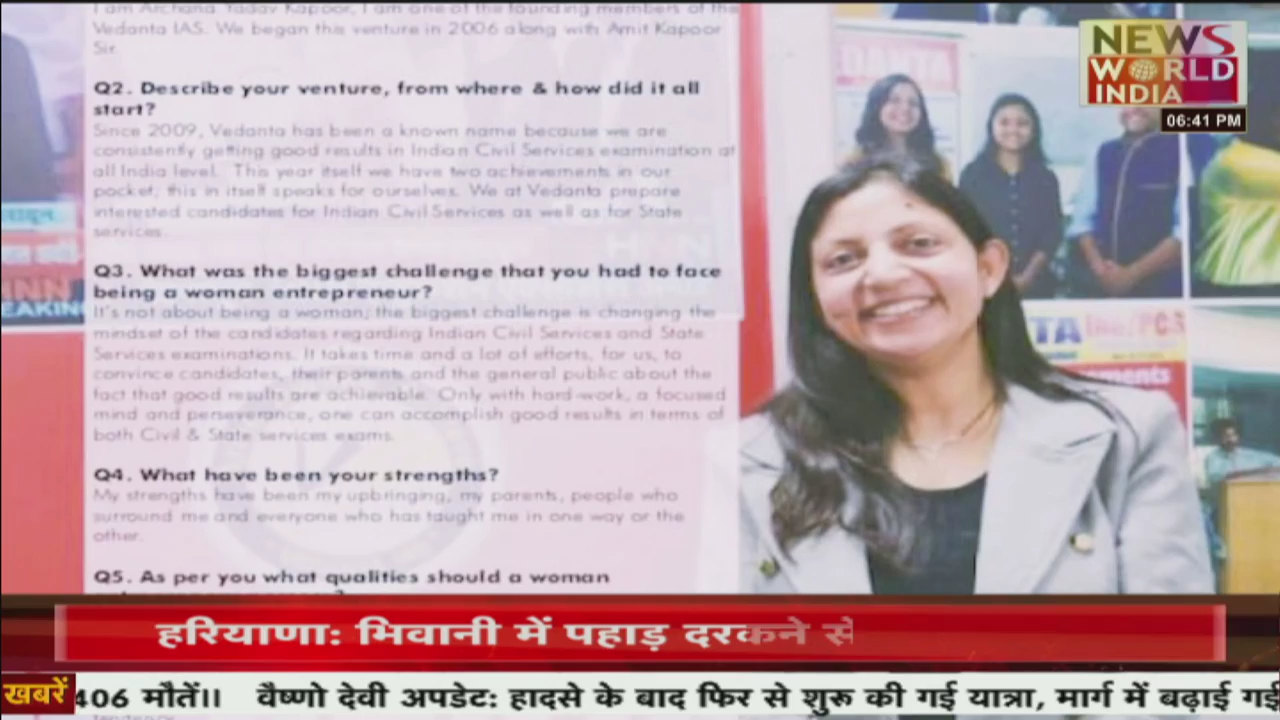 I am Archana Yadav Kapoor, I am one of the founding members of the
Vedanta IAS. We began this venture in 2006 along with Amit Kapoor
Sir.
Q2. Describe your venture, from where & how did it all
start?
Since 2009, Vedanta has been a known name because we are
consistently getting good results in Indian Civil Services examination at
all India level. This year itself we have two achievements in our
pocket; this in itself speaks for ourselves. We at Vedanta prepare
interested candidates for Indian Civil Services as well as for State
services.
Q3. What was the biggest challenge that you had to face
being a woman entrepreneur?
It's not about being a woman; the biggest challenge is changing the
mindset of the candidates regarding Indian Civil Services and State
Services examinations. It takes time and a lot of efforts, for us, to
convince candidates, their parents and the general public about the
fact that good results are achievable. Only with hard-work, a focused
mind and perseverance, one can accomplish good results in terms of
both Civil & State services exams.
Q4. What have been your strengths?
My strengths have been my upbringing, my parents, people who
surround me and everyone who has taught me in one way or the
other.
Q5. As per you what qualities should a woman
NEWS
WORLD
INDIA
06:41 PM
HNN
HNN
EAKING
हरियाणा: भिवानी में पहाड़ दरकने से
खबरें 406 मौतें॥ वैष्णो देवी अपडेट: हादसे के बाद फिर से शुरू की गई यात्रा, मार्ग में बढ़ाई गई